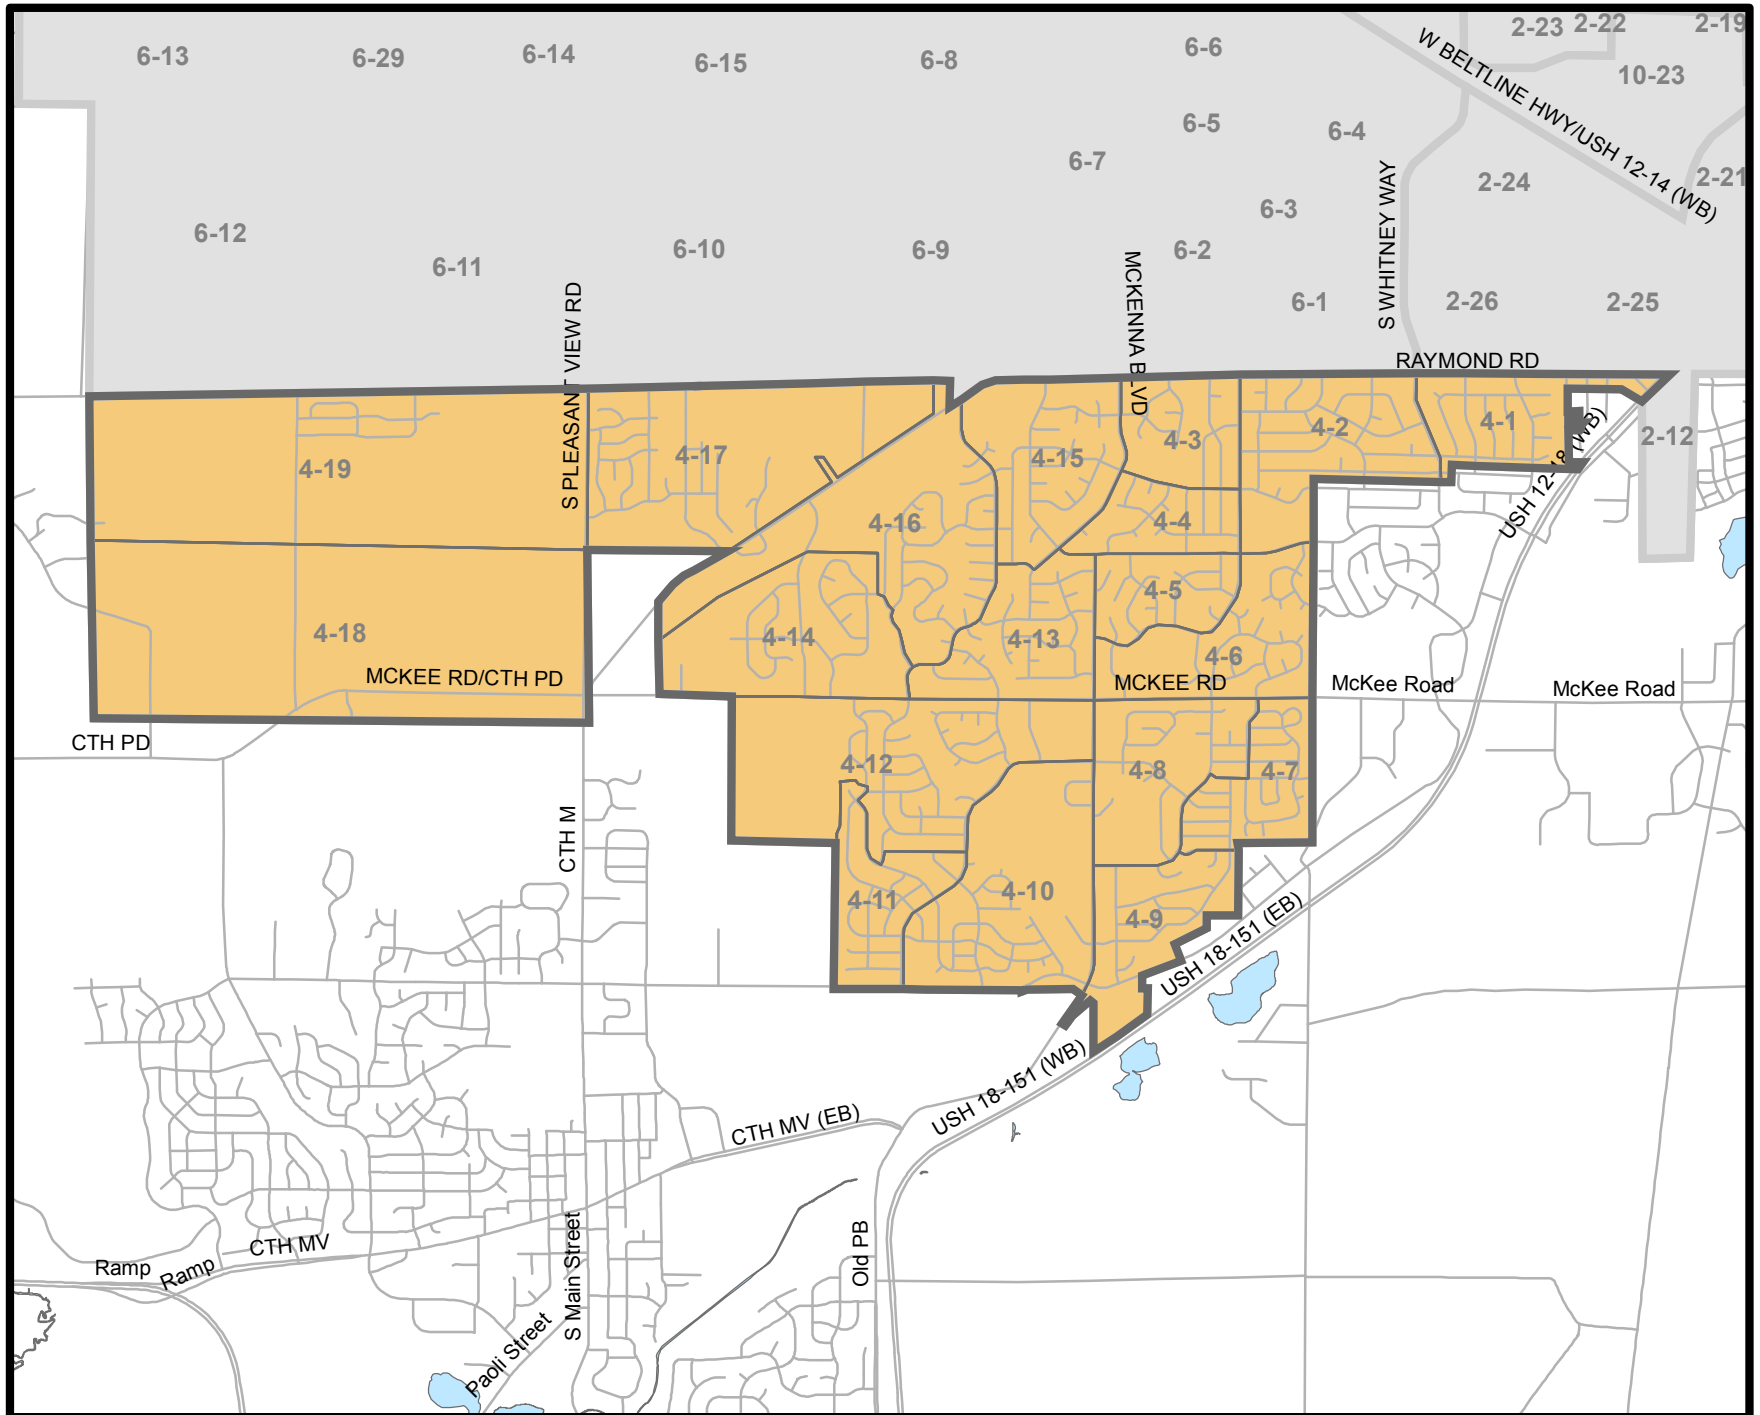 6-13
6-29
6-14
6-15
6-8
6-6
2-23
2-22
2-19
10-23
W BELTLINE HWY/USH 12-14 (WB)
6-5
6-4
6-7
2-24
2-21
6-3
S WHITNEY WAY
6-12
6-11
6-10
6-9
6-2
MCKENNA BLVD
6-1
2-26
2-25
S PLEASANT VIEW RD
RAYMOND RD
4-19
4-17
4-15
4-3
4-2
4-1
2-12
USH 12-18 (WB)
4-16
4-4
4-5
4-18
4-14
4-13
4-6
MCKEE RD/CTH PD
MCKEE RD
McKee Road
McKee Road
CTH PD
4-12
4-8
4-7
CTH M
4-11
4-10
4-9
USH 18-151 (EB)
USH 18-151 (WB)
CTH MV (EB)
CTH MV
Ramp
Ramp
S Main Street
Old PB
Paoli Street